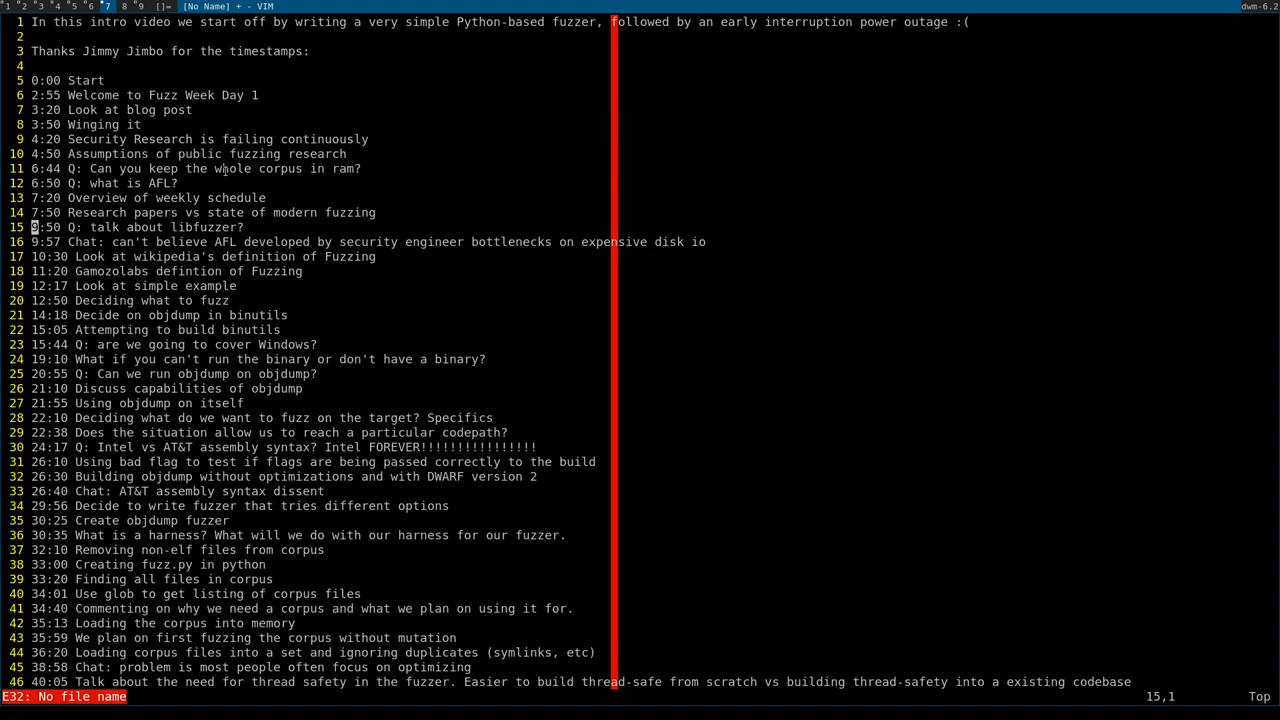 1 2 3 4 5 6 7 8 9 []= [No Name] + - VIM dwm-6.2
1 In this intro video we start off by writing a very simple Python-based fuzzer, followed by an early interruption power outage :(
2
3 Thanks Jimmy Jimbo for the timestamps:
4
5 0:00 Start
6 2:55 Welcome to Fuzz Week Day 1
7 3:20 Look at blog post
8 3:50 Winging it
9 4:20 Security Research is failing continuously
10 4:50 Assumptions of public fuzzing research
11 6:44 Q: Can you keep the whole corpus in ram?
12 6:50 Q: what is AFL?
13 7:20 Overview of weekly schedule
14 7:50 Research papers vs state of modern fuzzing
15 9:50 Q: talk about libfuzzer?
16 9:57 Chat: can't believe AFL developed by security engineer bottlenecks on expensive disk io
17 10:30 Look at wikipedia's definition of Fuzzing
18 11:20 Gamozolabs defintion of Fuzzing
19 12:17 Look at simple example
20 12:50 Deciding what to fuzz
21 14:18 Decide on objdump in binutils
22 15:05 Attempting to build binutils
23 15:44 Q: are we going to cover Windows?
24 19:10 What if you can't run the binary or don't have a binary?
25 20:55 Q: Can we run objdump on objdump?
26 21:10 Discuss capabilities of objdump
27 21:55 Using objdump on itself
28 22:10 Deciding what do we want to fuzz on the target? Specifics
29 22:38 Does the situation allow us to reach a particular codepath?
30 24:17 Q: Intel vs AT&T assembly syntax? Intel FOREVER!!!!!!!!!!!!!!!!
31 26:10 Using bad flag to test if flags are being passed correctly to the build
32 26:30 Building objdump without optimizations and with DWARF version 2
33 26:40 Chat: AT&T assembly syntax dissent
34 29:56 Decide to write fuzzer that tries different options
35 30:25 Create objdump fuzzer
36 30:35 What is a harness? What will we do with our harness for our fuzzer.
37 32:10 Removing non-elf files from corpus
38 33:00 Creating fuzz.py in python
39 33:20 Finding all files in corpus
40 34:01 Use glob to get listing of corpus files
41 34:40 Commenting on why we need a corpus and what we plan on using it for.
42 35:13 Loading the corpus into memory
43 35:59 We plan on first fuzzing the corpus without mutation
44 36:20 Loading corpus files into a set and ignoring duplicates (symlinks, etc)
45 38:58 Chat: problem is most people often focus on optimizing
46 40:05 Talk about the need for thread safety in the fuzzer. Easier to build thread-safe from scratch vs building thread-safety into a existing codebase
E32: No file name 15,1 Top